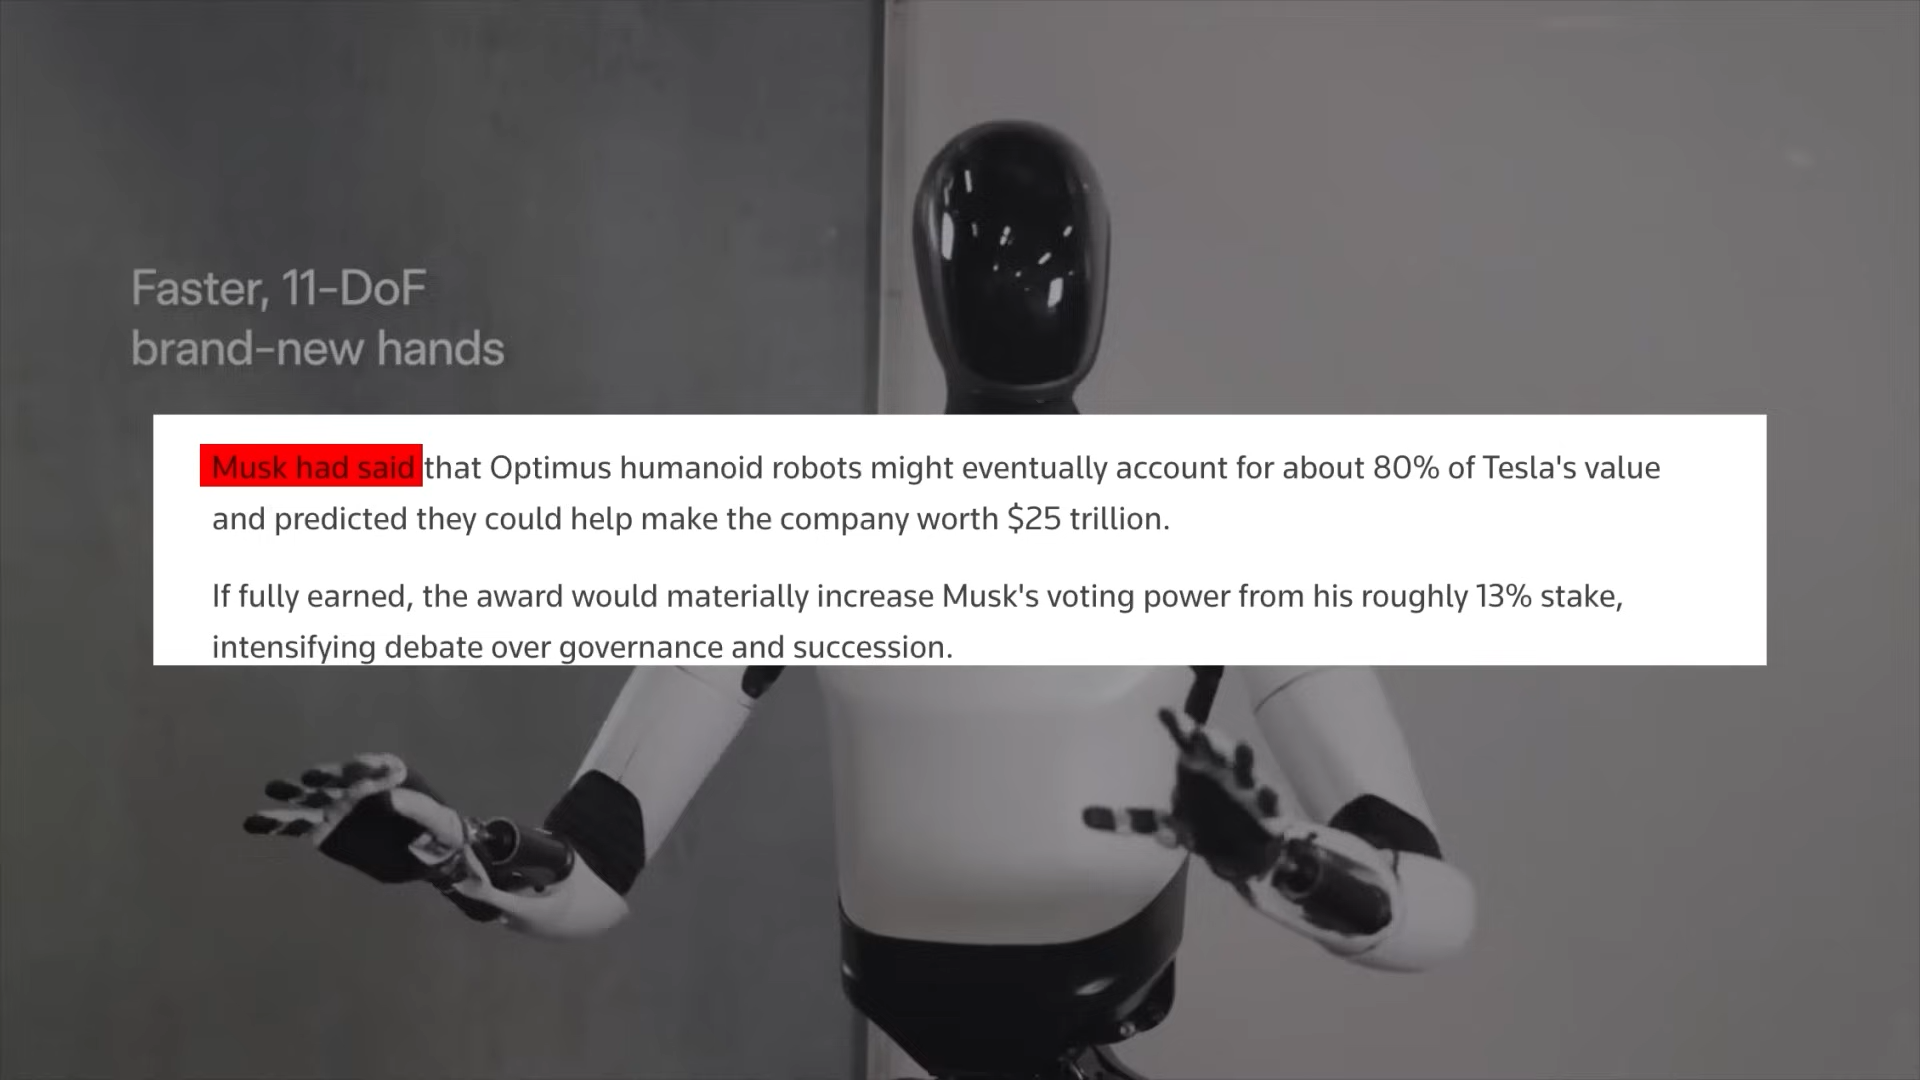 Faster, 11-DoF
brand-new hands
Musk had said that Optimus humanoid robots might eventually account for about 80% of Tesla's value
and predicted they could help make the company worth $25 trillion.
If fully earned, the award would materially increase Musk's voting power from his roughly 13% stake,
intensifying debate over governance and succession.